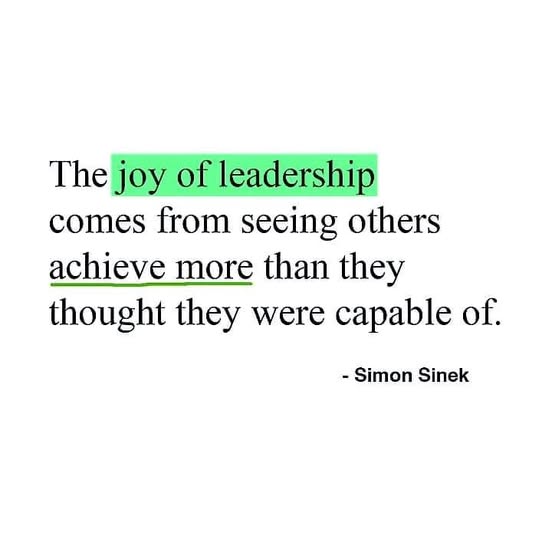 The joy of leadership
comes from seeing others
achieve more than they
thought they were capable of.
- Simon Sinek